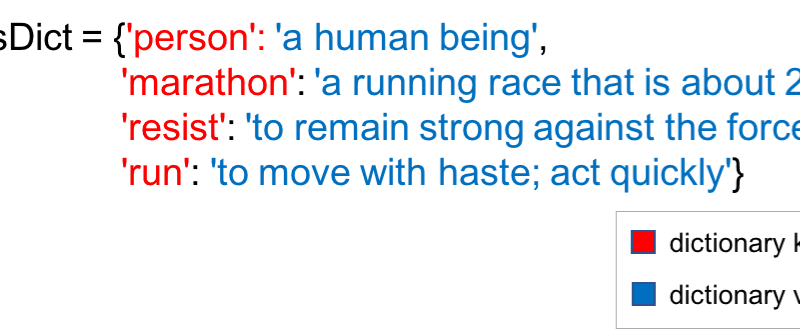 sDict = {'person': 'a human being',
'marathon': 'a running race that is about 2
'resist': 'to remain strong against the force
'run': 'to move with haste; act quickly'}
dictionary k
dictionary v